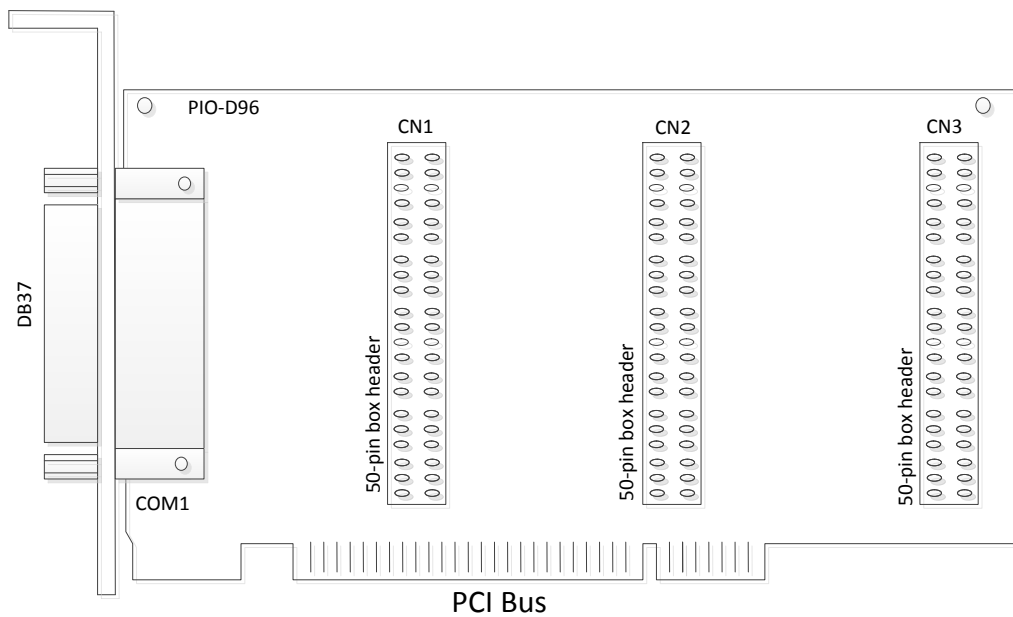 PIO-D96
CN1
CN2
CN3
DB37
50-pin box header
50-pin box header
50-pin box header
COM1
PCI Bus